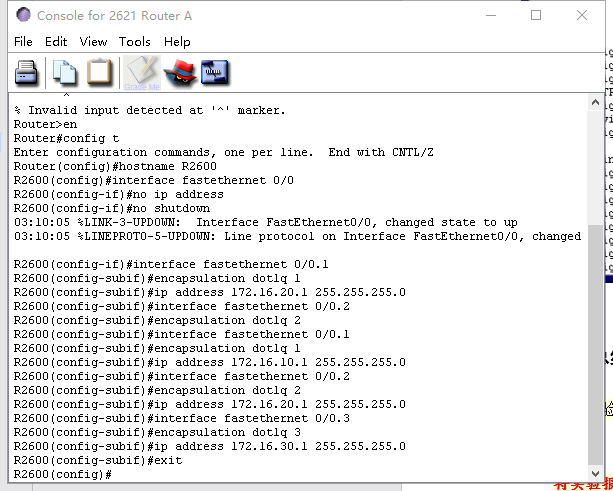 Console for 2621 Router A
File Edit View Tools Help
Grade Me
^
% Invalid input detected at '^' marker.
Router>en
Router#config t
Enter configuration commands, one per line.  End with CNTL/Z
Router(config)#hostname R2600
R2600(config)#interface fastethernet 0/0
R2600(config-if)#no ip address
R2600(config-if)#no shutdown
03:10:05 %LINK-3-UPDOWN:  Interface FastEthernet0/0, changed state to up
03:10:05 %LINEPROTO-5-UPDOWN: Line protocol on Interface FastEthernet0/0, changed
R2600(config-if)#interface fastethernet 0/0.1
R2600(config-subif)#encapsulation dotlq 1
R2600(config-subif)#ip address 172.16.20.1 255.255.255.0
R2600(config-subif)#interface fastethernet 0/0.2
R2600(config-subif)#encapsulation dotlq 2
R2600(config-subif)#interface fastethernet 0/0.1
R2600(config-subif)#encapsulation dotlq 1
R2600(config-subif)#ip address 172.16.10.1 255.255.255.0
R2600(config-subif)#interface fastethernet 0/0.2
R2600(config-subif)#encapsulation dotlq 2
R2600(config-subif)#ip address 172.16.20.1 255.255.255.0
R2600(config-subif)#interface fastethernet 0/0.3
R2600(config-subif)#encapsulation dotlq 3
R2600(config-subif)#ip address 172.16.30.1 255.255.255.0
R2600(config-subif)#exit
R2600(config)#